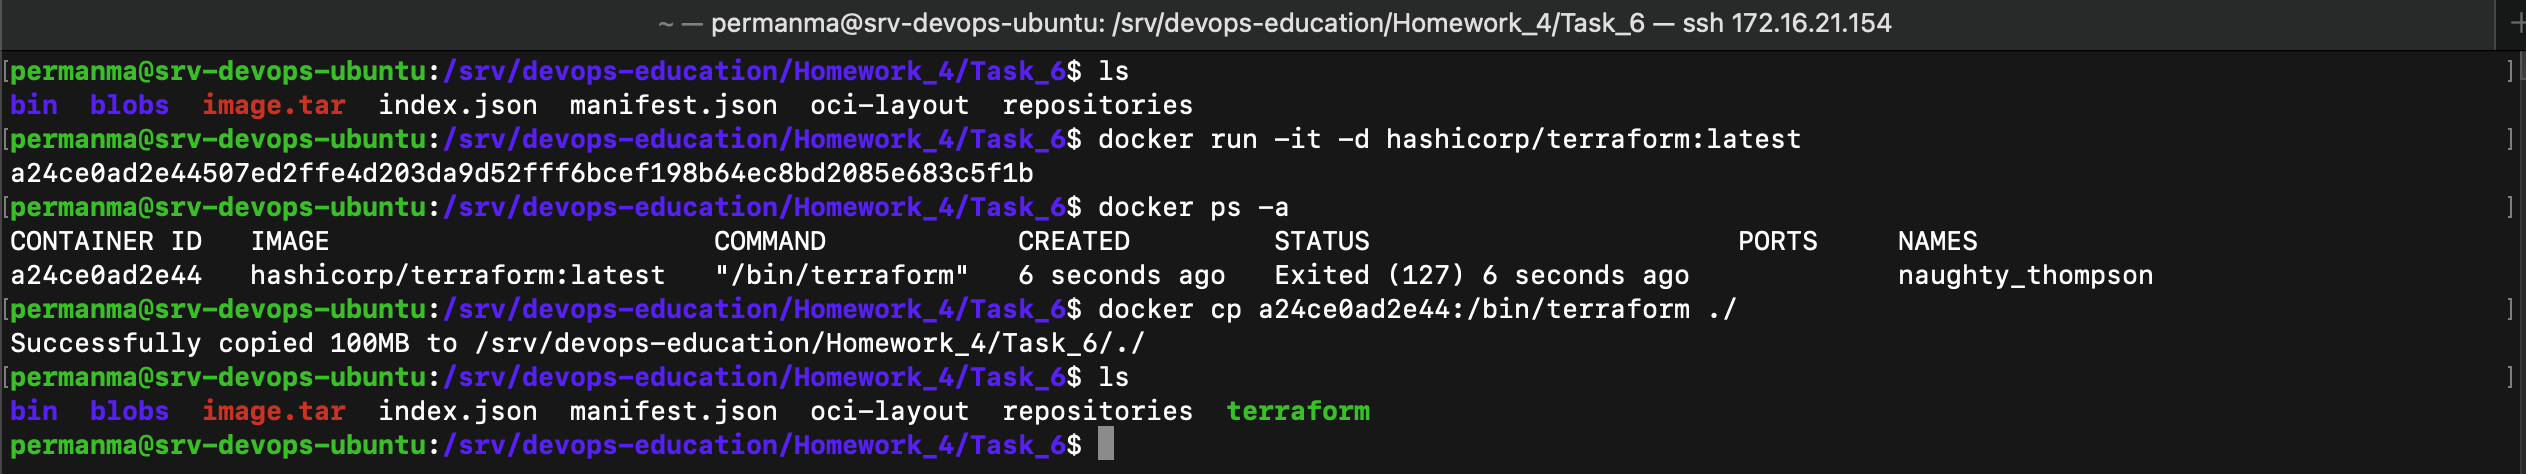 ~ — permanma@srv-devops-ubuntu: /srv/devops-education/Homework_4/Task_6 — ssh 172.16.21.154
[permanma@srv-devops-ubuntu:/srv/devops-education/Homework_4/Task_6$ ls ]
bin  blobs  image.tar  index.json  manifest.json  oci-layout  repositories
[permanma@srv-devops-ubuntu:/srv/devops-education/Homework_4/Task_6$ docker run -it -d hashicorp/terraform:latest ]
a24ce0ad2e44507ed2ffe4d203da9d52fff6bcef198b64ec8bd2085e683c5f1b
[permanma@srv-devops-ubuntu:/srv/devops-education/Homework_4/Task_6$ docker ps -a ]
CONTAINER ID   IMAGE                        COMMAND            CREATED         STATUS                       PORTS     NAMES
a24ce0ad2e44   hashicorp/terraform:latest   "/bin/terraform"   6 seconds ago   Exited (127) 6 seconds ago             naughty_thompson
[permanma@srv-devops-ubuntu:/srv/devops-education/Homework_4/Task_6$ docker cp a24ce0ad2e44:/bin/terraform ./ ]
Successfully copied 100MB to /srv/devops-education/Homework_4/Task_6/./
[permanma@srv-devops-ubuntu:/srv/devops-education/Homework_4/Task_6$ ls ]
bin  blobs  image.tar  index.json  manifest.json  oci-layout  repositories  terraform
permanma@srv-devops-ubuntu:/srv/devops-education/Homework_4/Task_6$